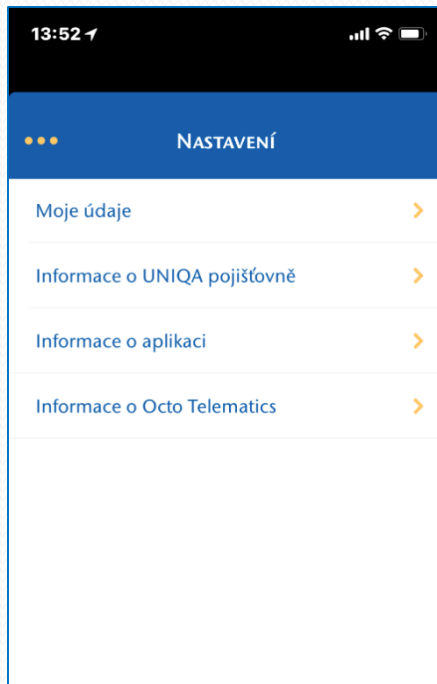 13:52
Nastavení
Moje údaje
Informace o UNIQA pojišťovně
Informace o aplikaci
Informace o Octo Telematics